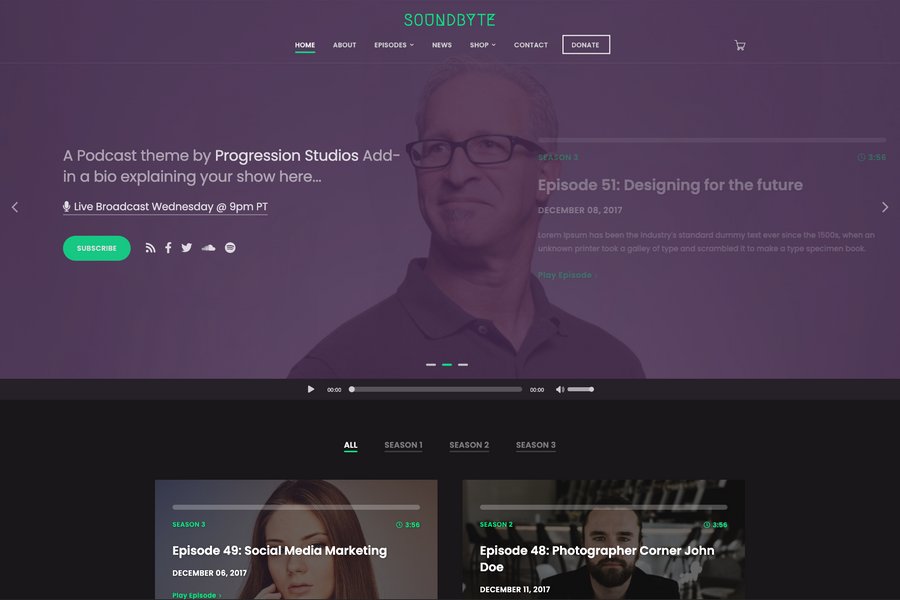 SOUNDBYTE
HOME ABOUT EPISODES NEWS SHOP CONTACT DONATE
A Podcast theme by Progression Studios Add-
in a bio explaining your show here...
Live Broadcast Wednesday @ 9pm PT
SUBSCRIBE
SEASON 3 3:56
Episode 51: Designing for the future
DECEMBER 08, 2017
Lorem Ipsum has been the industry's standard dummy text ever since the 1500s, when an
unknown printer took a galley of type and scrambled it to make a type specimen book.
Play Episode ›
00:00 00:00
ALL SEASON 1 SEASON 2 SEASON 3
SEASON 3 3:56
Episode 49: Social Media Marketing
DECEMBER 06, 2017
Play Episode ›
SEASON 2 3:56
Episode 48: Photographer Corner John
Doe
DECEMBER 11, 2017